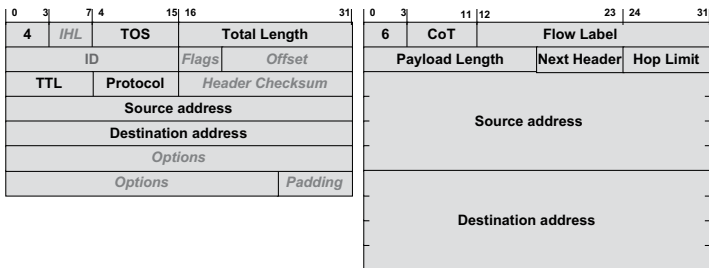 0 3 7 4 15 16 31
4 IHL TOS Total Length
ID Flags Offset
TTL Protocol Header Checksum
Source address
Destination address
Options
Options Padding
0 3 11 12 23 24 31
6 CoT Flow Label
Payload Length Next Header Hop Limit
Source address
Destination address